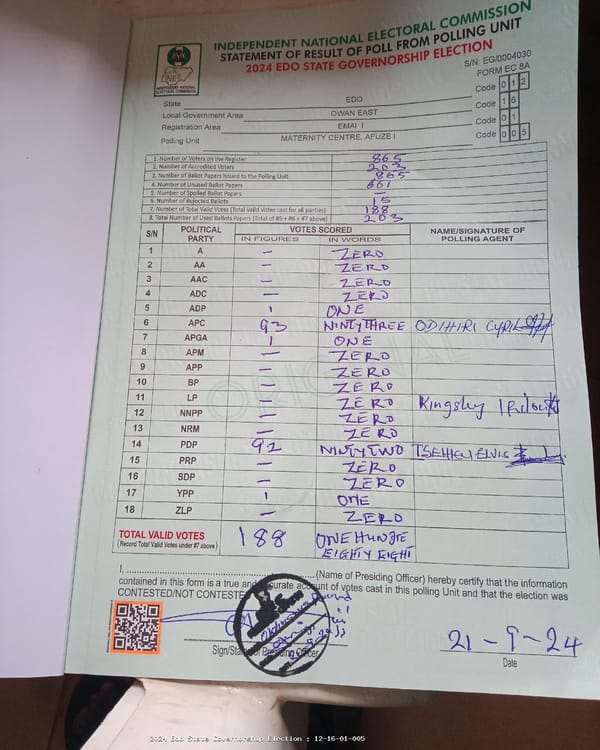 INDEPENDENT NATIONAL ELECTORAL COMMISSION
STATEMENT OF RESULT OF POLL FROM POLLING UNIT
2024 EDO STATE GOVERNORSHIP ELECTION
INEC
INDEPENDENT NATIONAL ELECTORAL COMMISSION
S/N: EG/0004030
FORM EC 8A
State EDO Code 0 1 2
Local Government Area OWAN EAST Code 1 6
Registration Area EMAI I Code 0 1
Polling Unit MATERNITY CENTRE, AFUZE I Code 0 0 5
1. Number of Voters on the Register 865
2. Number of Accredited Voters 203
3. Number of Ballot Papers Issued to the Polling Unit 865
4. Number of Unused Ballot Papers 661
5. Number of Spoiled Ballot Papers —
6. Number of Rejected Ballots 15
7. Number of Total Valid Votes (Total Valid Votes cast for all parties) 188
8. Total Number of Used Ballots Papers (Total of #5 + #6 + #7 above) 203
S/N POLITICAL PARTY VOTES SCORED NAME/SIGNATURE OF POLLING AGENT
IN FIGURES IN WORDS
1 A — ZERO
2 AA — ZERO
3 AAC — ZERO
4 ADC — ZERO
5 ADP 1 ONE
6 APC 93 NINTYTHREE ODIHIRI CYRIL
7 APGA 1 ONE
8 APM — ZERO
9 APP — ZERO
10 BP — ZERO
11 LP — ZERO Kingsley
12 NNPP — ZERO
13 NRM — ZERO
14 PDP 92 NINTYTWO ELVIS
15 PRP — ZERO
16 SDP — ZERO
17 YPP 1 ONE
18 ZLP — ZERO
TOTAL VALID VOTES 188 ONE HUNDRE
(Record Total Valid Votes under #7 above) EIGHTY EIGHT
ORIGINAL
I, (Name of Presiding Officer) hereby certify that the information
contained in this form is a true and accurate account of votes cast in this polling Unit and that the election was
CONTESTED/NOT CONTESTED
Sign/Stamp of Presiding Officer
21-9-24
Date
2024 Edo State Governorship Election : 12-16-01-005